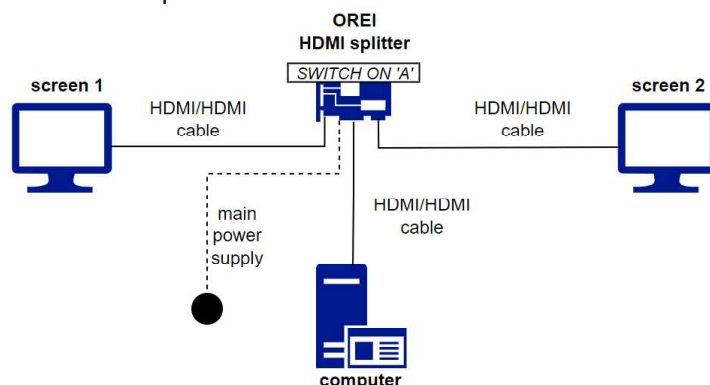 OREI
HDMI splitter
SWITCH ON 'A'
screen 1
screen 2
HDMI/HDMI
cable
HDMI/HDMI
cable
HDMI/HDMI
cable
main
power
supply
computer